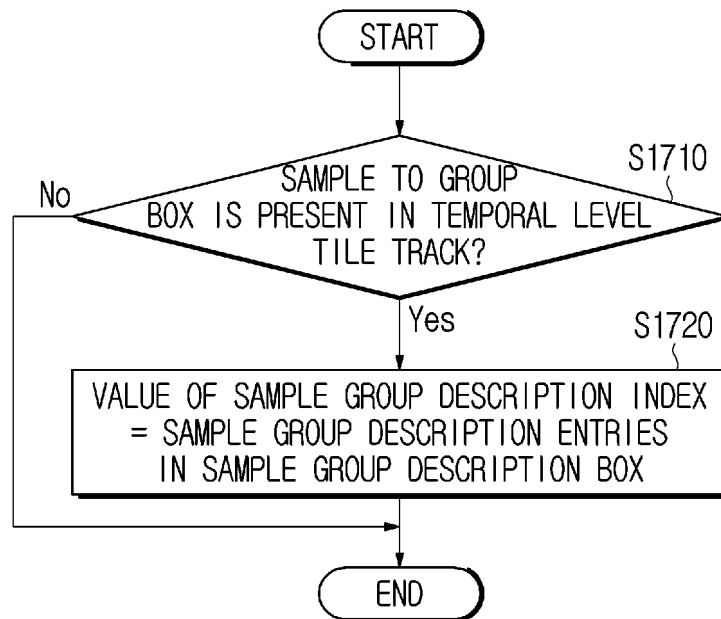 START
S1710
SAMPLE TO GROUP
BOX IS PRESENT IN TEMPORAL LEVEL
TILE TRACK?
No
Yes
S1720
VALUE OF SAMPLE GROUP DESCRIPTION INDEX
= SAMPLE GROUP DESCRIPTION ENTRIES
IN SAMPLE GROUP DESCRIPTION BOX
END